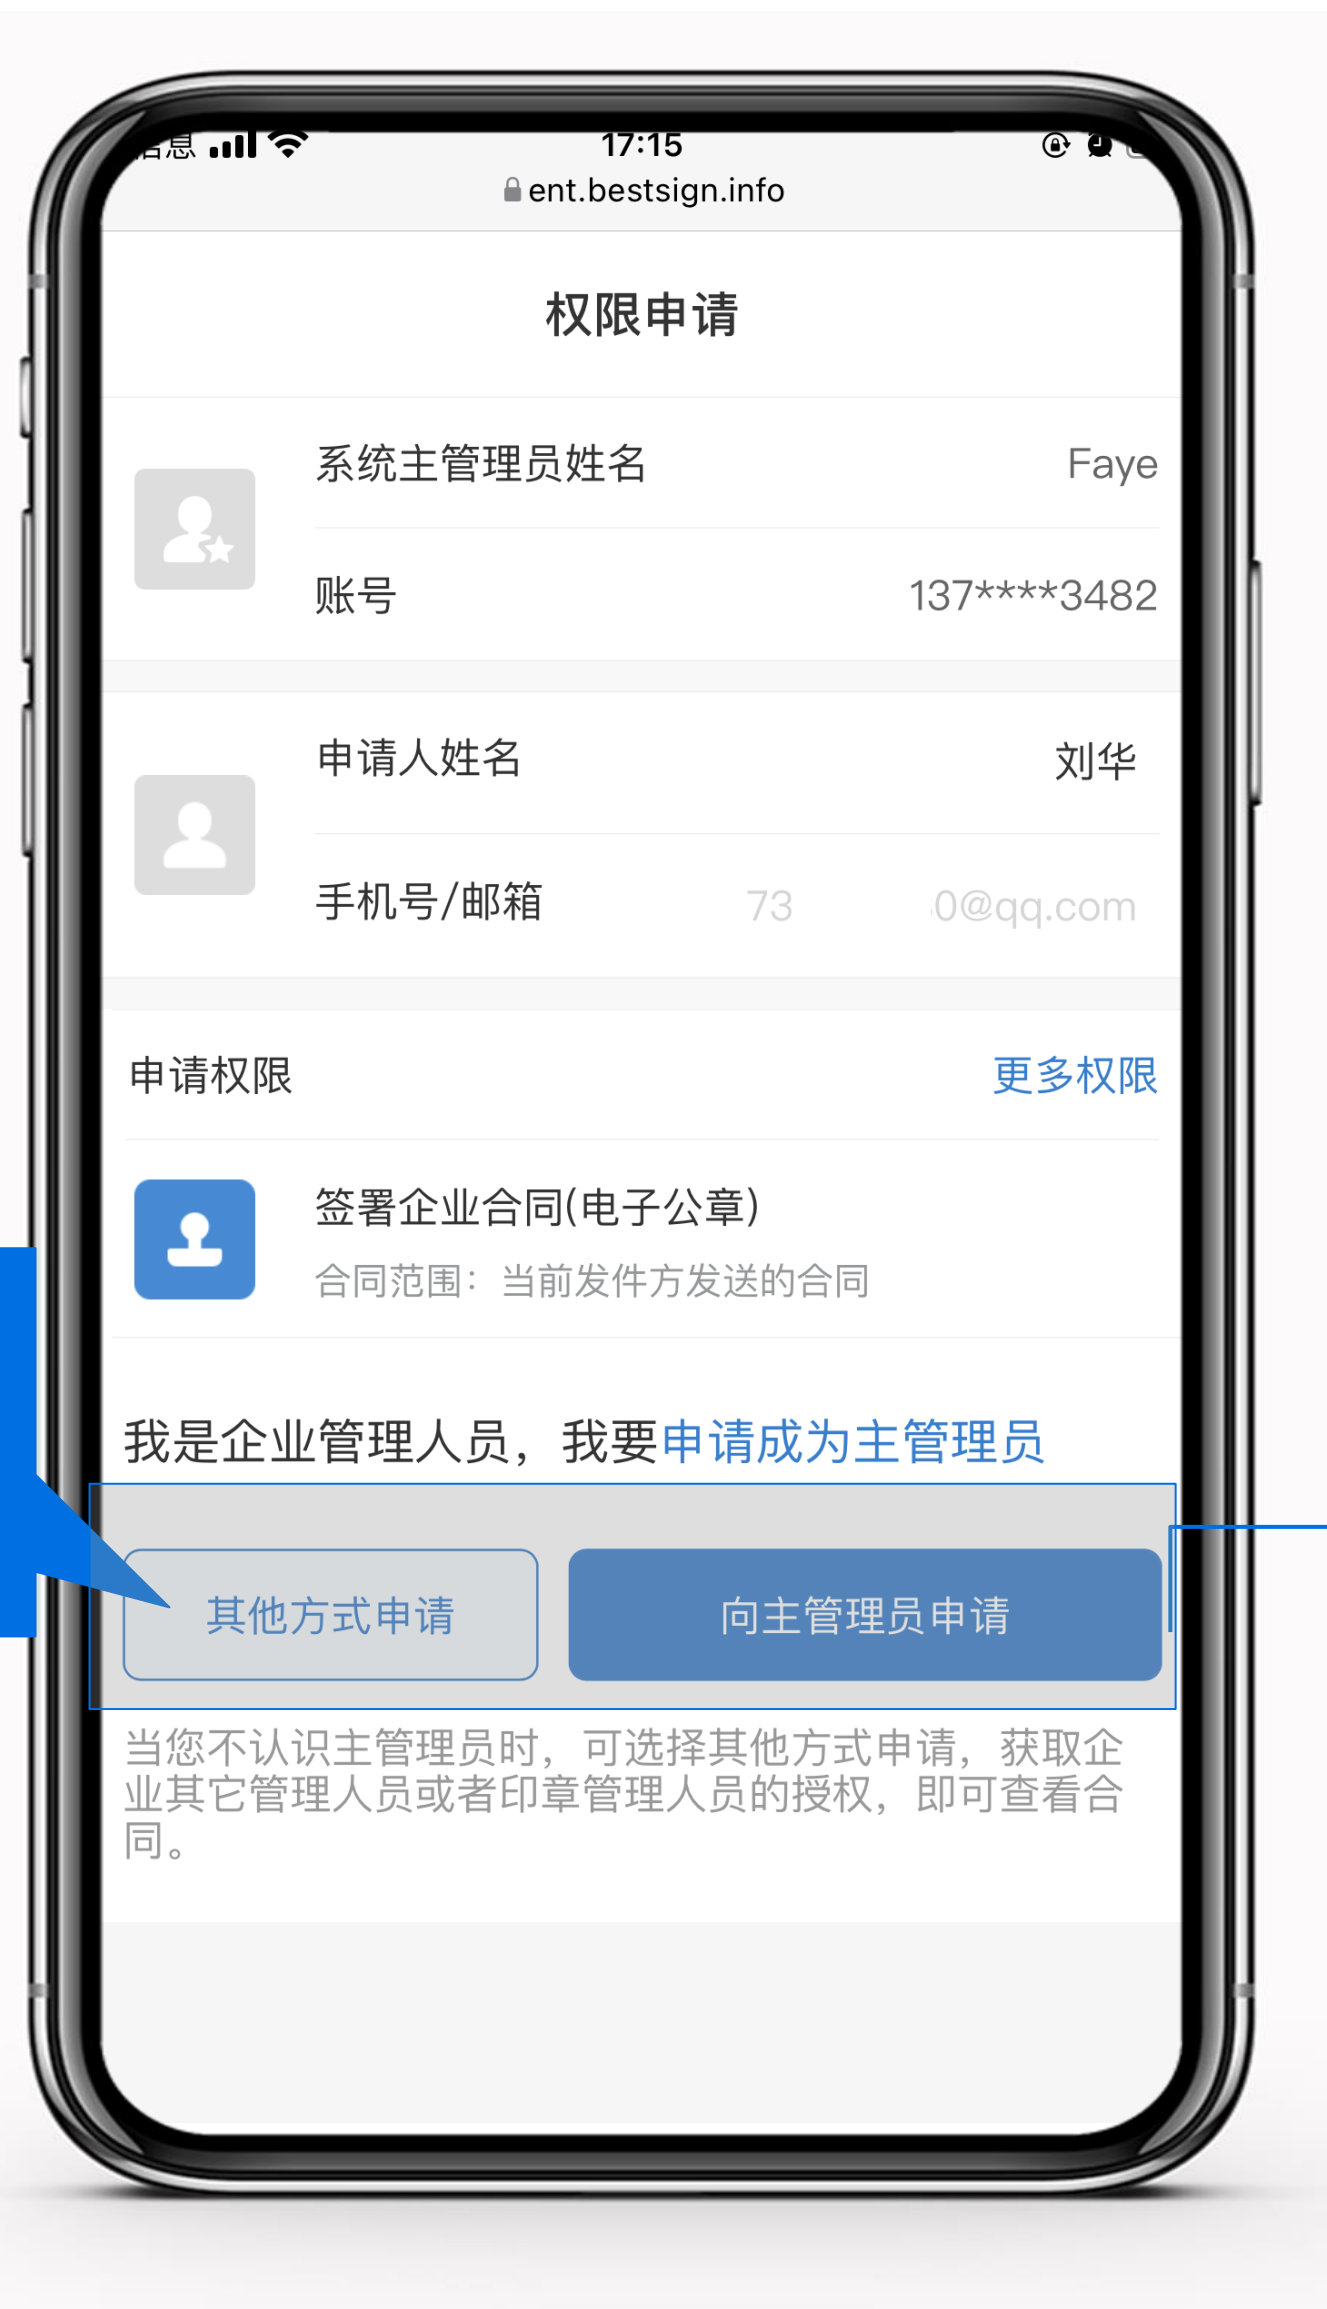 信息 17:15
ent.bestsign.info
权限申请
系统主管理员姓名 Faye
账号 137****3482
申请人姓名 刘华
手机号/邮箱 73 0@qq.com
申请权限 更多权限
签署企业合同(电子公章)
合同范围：当前发件方发送的合同
我是企业管理人员，我要申请成为主管理员
其他方式申请 向主管理员申请
当您不认识主管理员时，可选择其他方式申请，获取企
业其它管理人员或者印章管理人员的授权，即可查看合
同。